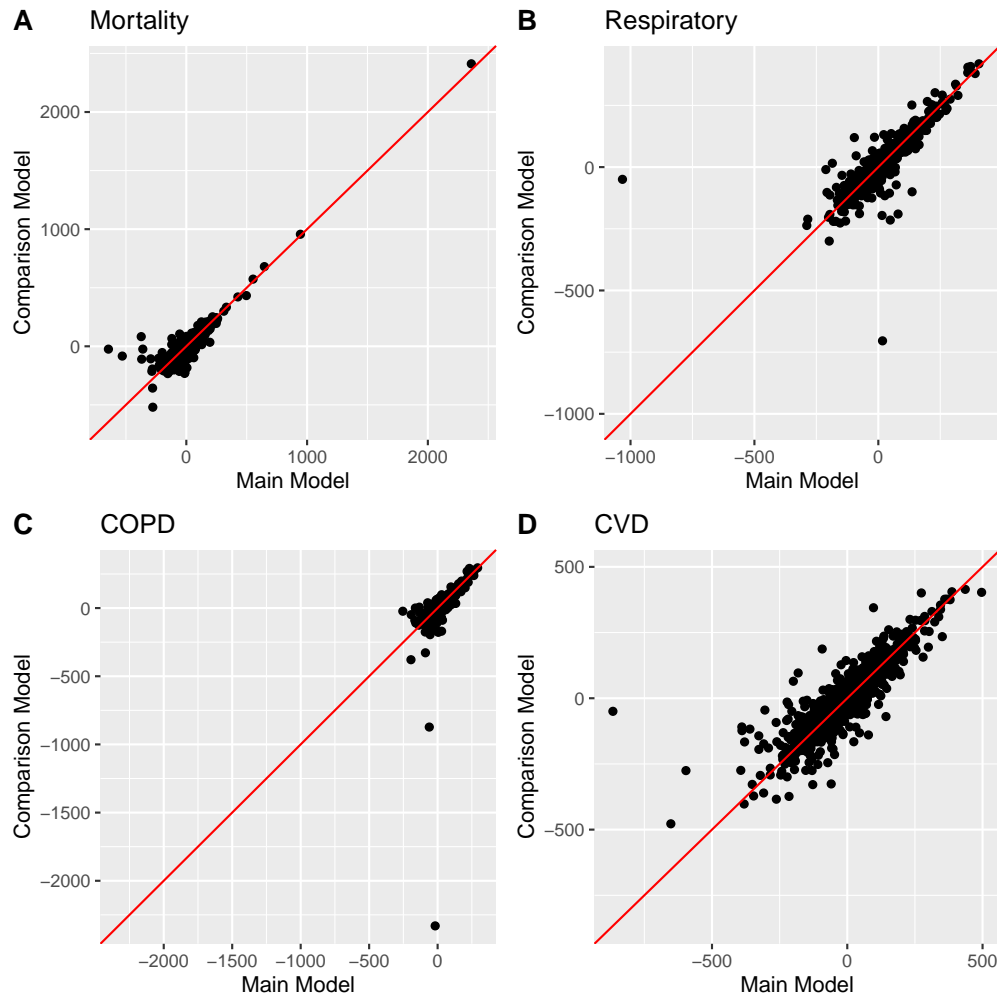 A Mortality
Comparison Model
2000
1000
0
0 1000 2000
Main Model
B Respiratory
Comparison Model
0
−500
−1000
−1000 −500 0
Main Model
C COPD
Comparison Model
0
−500
−1000
−1500
−2000
−2000 −1500 −1000 −500 0
Main Model
D CVD
Comparison Model
500
0
−500
−500 0 500
Main Model